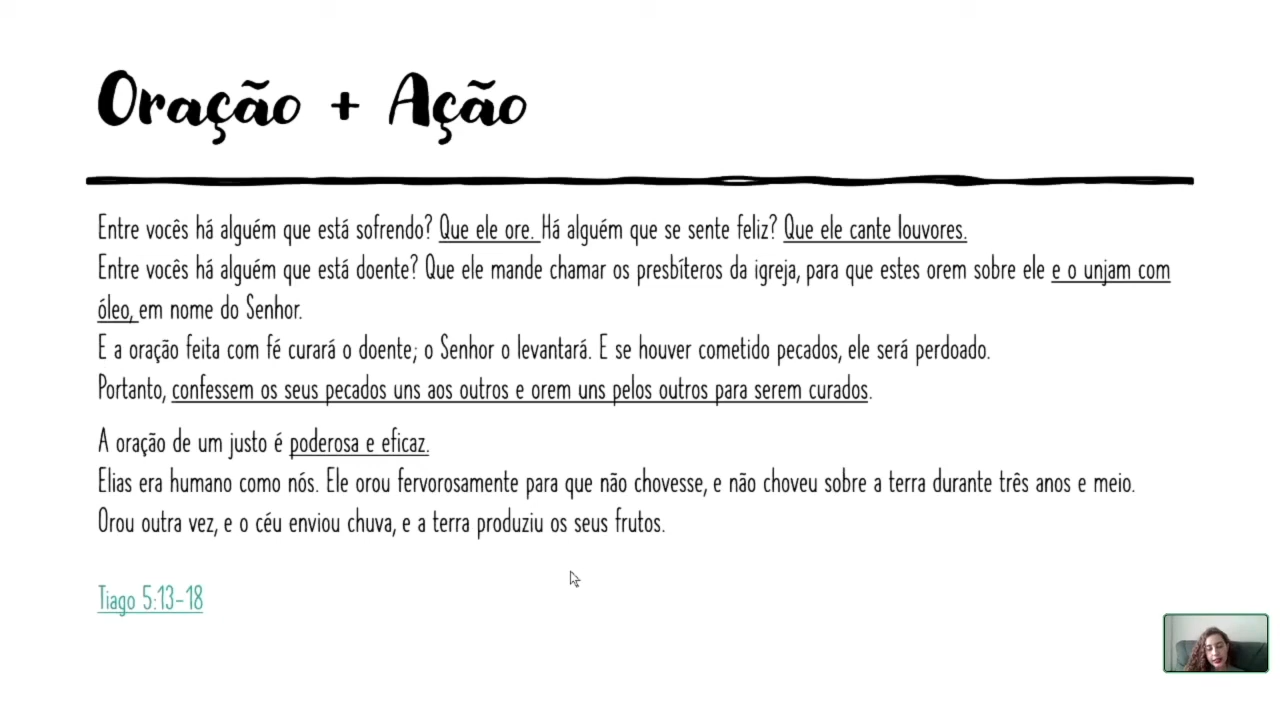 Oração + Ação
Entre vocês há alguém que está sofrendo? Que ele ore. Há alguém que se sente feliz? Que ele cante louvores.
Entre vocês há alguém que está doente? Que ele mande chamar os presbíteros da igreja, para que estes orem sobre ele e o unjam com
óleo, em nome do Senhor.
E a oração feita com fé curará o doente; o Senhor o levantará. E se houver cometido pecados, ele será perdoado.
Portanto, confessem os seus pecados uns aos outros e orem uns pelos outros para serem curados.
A oração de um justo é poderosa e eficaz.
Elias era humano como nós. Ele orou fervorosamente para que não chovesse, e não choveu sobre a terra durante três anos e meio.
Orou outra vez, e o céu enviou chuva, e a terra produziu os seus frutos.
Tiago 5:13-18